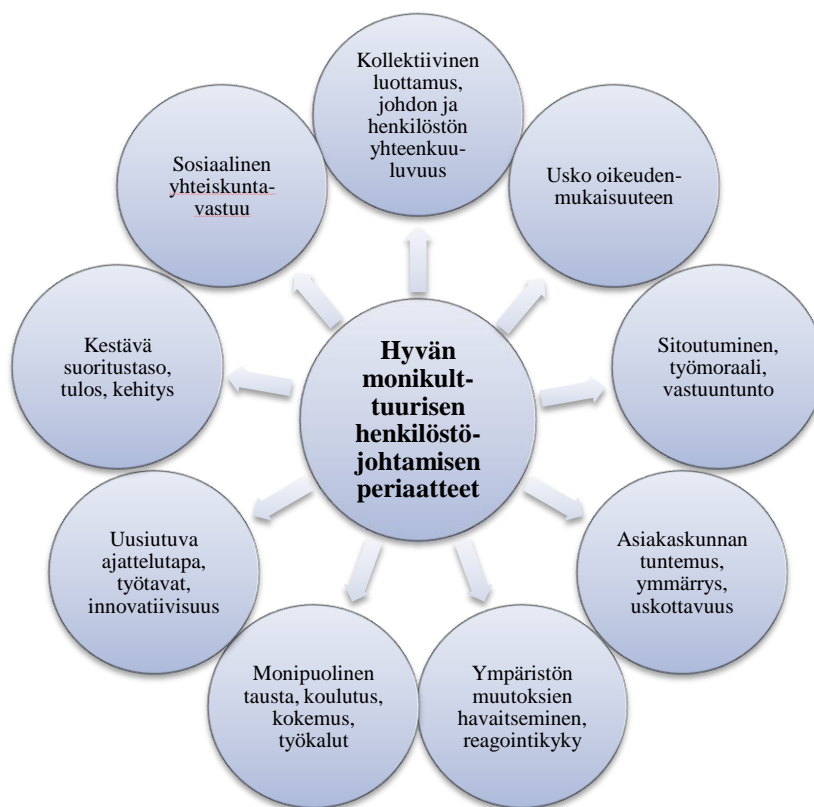 Kollektiivinen
luottamus,
johdon ja
henkilöstön
yhteenkuu-
luvuus
Usko oikeuden-
mukaisuuteen
Sitoutuminen,
työmoraali,
vastuuntunto
Asiakaskunnan
tuntemus,
ymmärrys,
uskottavuus
Ympäristön
muutoksien
havaitseminen,
reagointikyky
Monipuolinen
tausta, koulutus,
kokemus,
työkalut
Uusiutuva
ajattelutapa,
työtavat,
innovatiivisuus
Kestävä
suoritustaso,
tulos, kehitys
Sosiaalinen
yhteiskunta-
vastuu
Hyvän
monikult-
tuurisen
henkilöstö-
johtamisen
periaatteet